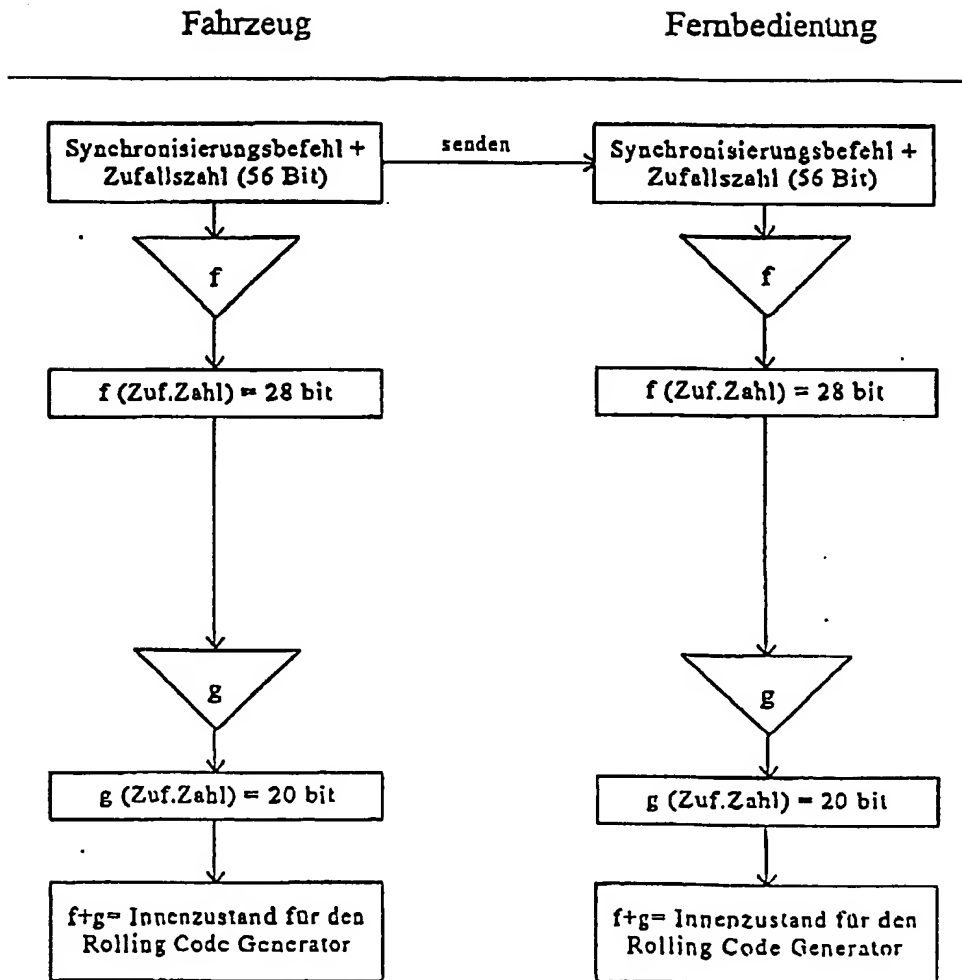 Fahrzeug
Fernbedienung
Synchronisierungsbefehl +
Zufallszahl (56 Bit)
senden
Synchronisierungsbefehl +
Zufallszahl (56 Bit)
f
f
f (Zuf.Zahl) = 28 bit
f (Zuf.Zahl) = 28 bit
g
g
g (Zuf.Zahl) = 20 bit
g (Zuf.Zahl) = 20 bit
f+g= Innenzustand für den
Rolling Code Generator
f+g= Innenzustand für den
Rolling Code Generator